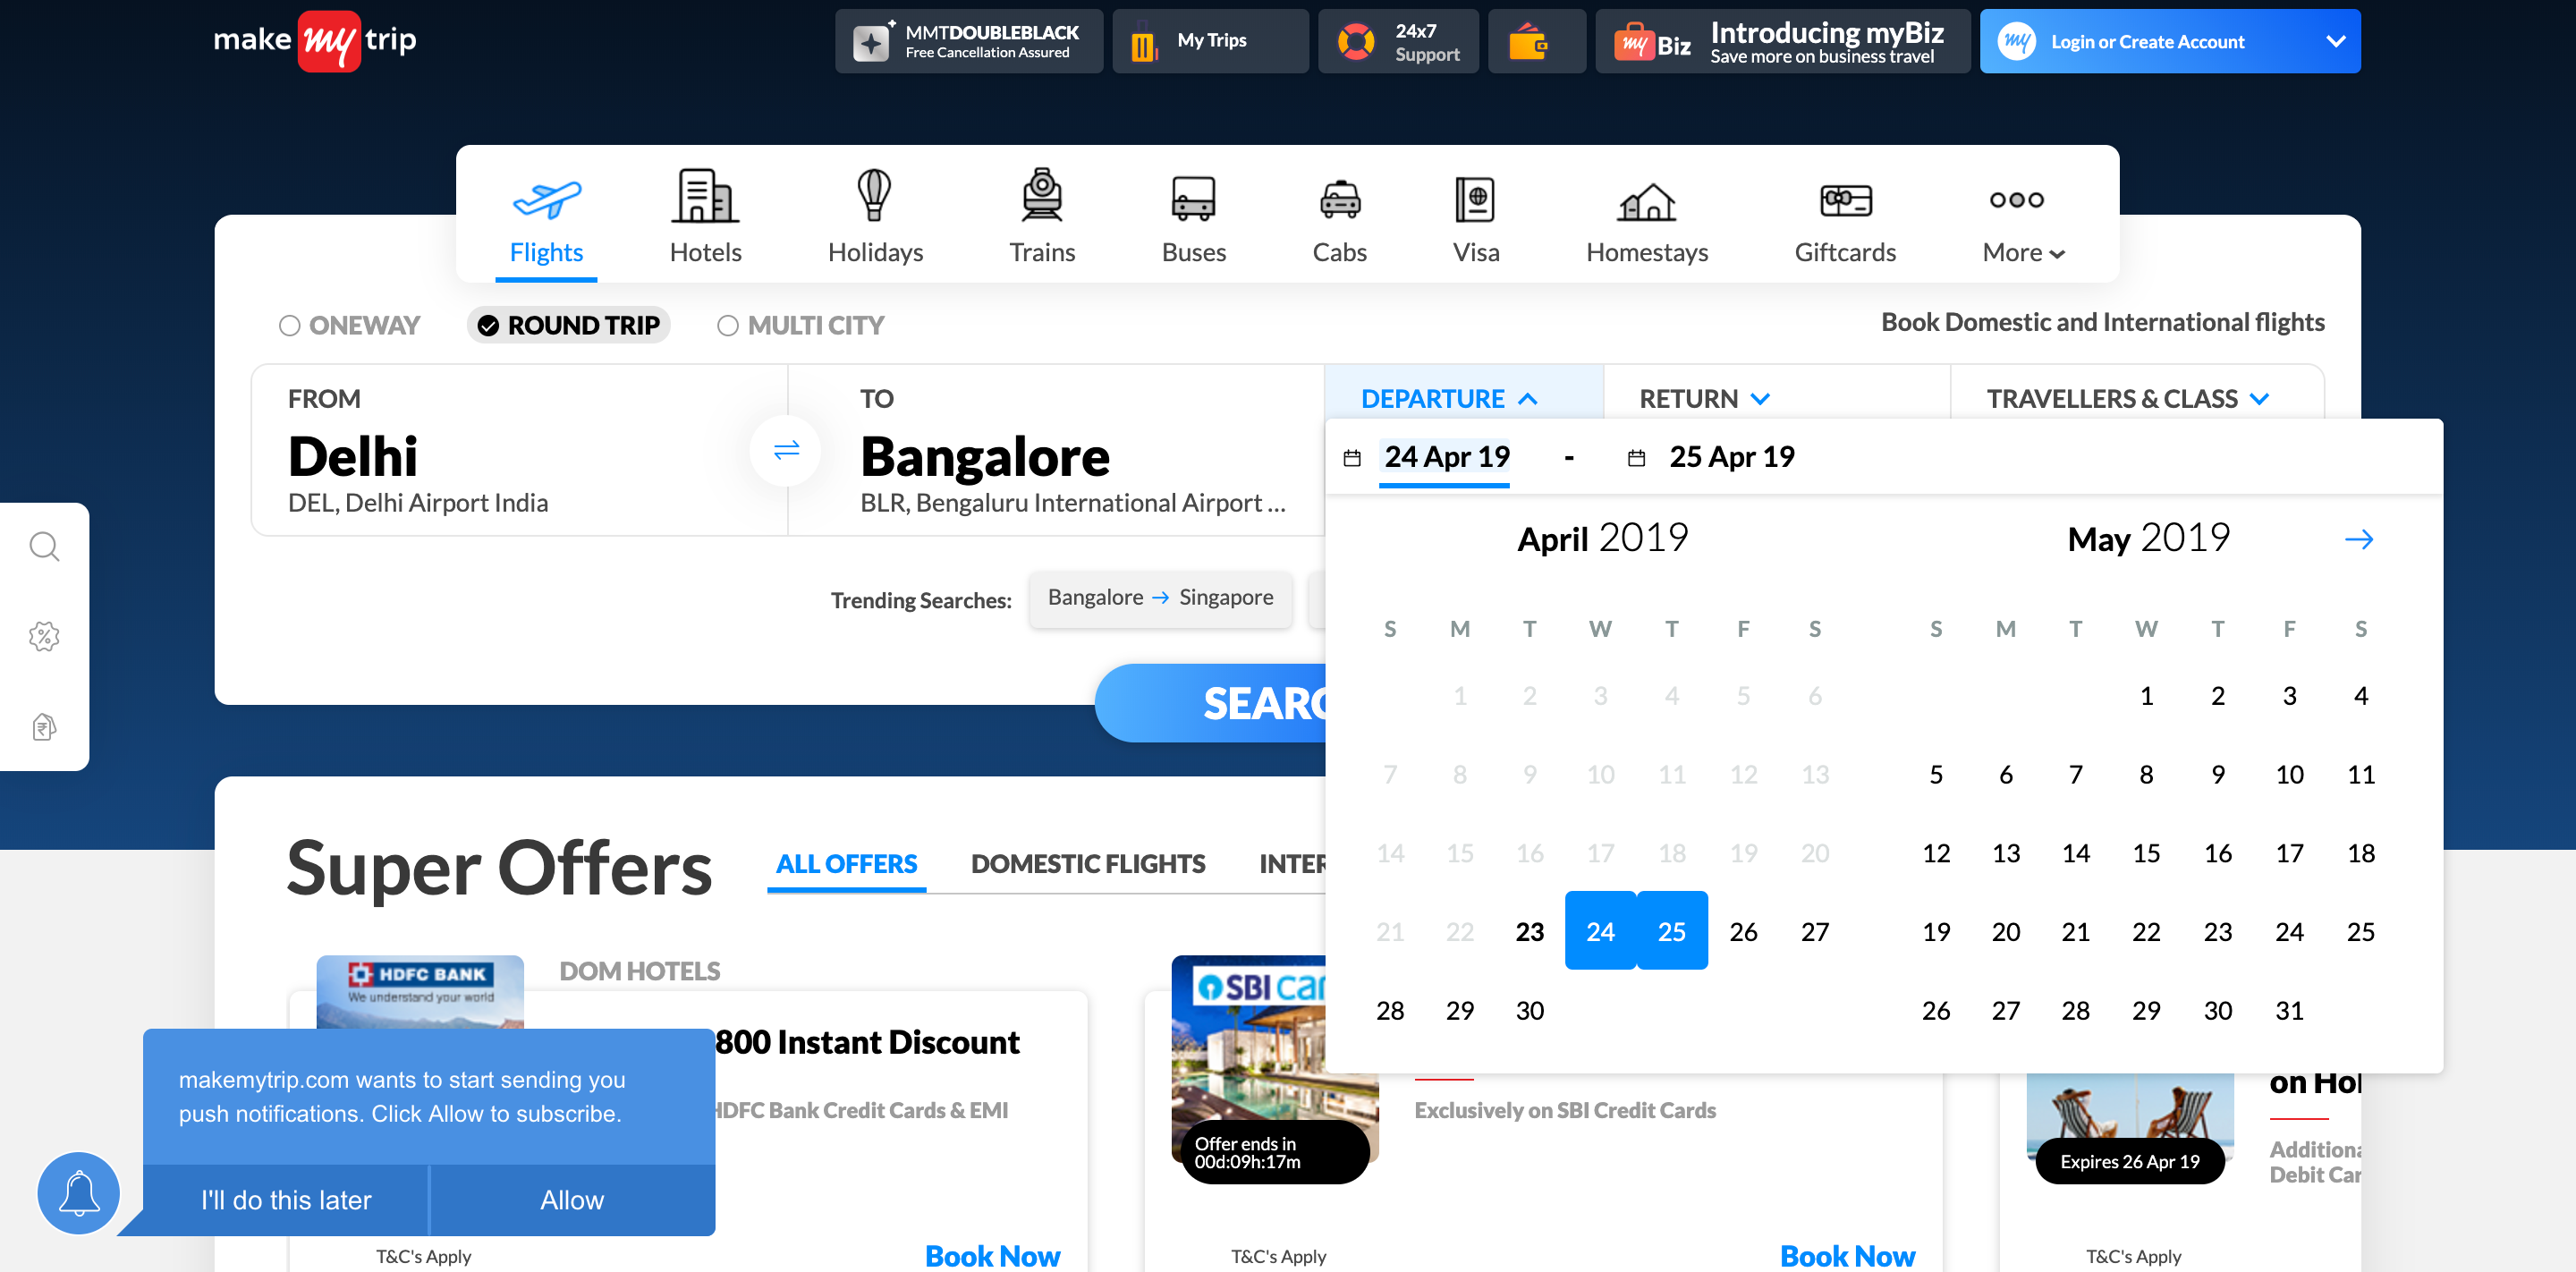 make my trip
MMTDOUBLEBLACK
Free Cancellation Assured
My Trips
24x7
Support
my Biz
Introducing myBiz
Save more on business travel
my
Login or Create Account
Flights
Hotels
Holidays
Trains
Buses
Cabs
Visa
Homestays
Giftcards
More
ONEWAY
ROUND TRIP
MULTI CITY
Book Domestic and International flights
FROM
Delhi
DEL, Delhi Airport India
TO
Bangalore
BLR, Bengaluru International Airport ...
DEPARTURE
RETURN
TRAVELLERS & CLASS
24 Apr 19 - 25 Apr 19
April 2019
S M T W T F S
1 2 3 4 5 6
7 8 9 10 11 12 13
14 15 16 17 18 19 20
21 22 23 24 25 26 27
28 29 30
May 2019
S M T W T F S
1 2 3 4
5 6 7 8 9 10 11
12 13 14 15 16 17 18
19 20 21 22 23 24 25
26 27 28 29 30 31
Trending Searches:
Bangalore → Singapore
SEARC
Super Offers
ALL OFFERS
DOMESTIC FLIGHTS
INTER
HDFC BANK
We understand your world
DOM HOTELS
800 Instant Discount
HDFC Bank Credit Cards & EMI
T&C's Apply
Book Now
SBI car
Offer ends in
00d:09h:17m
Exclusively on SBI Credit Cards
T&C's Apply
Book Now
on Hol
Expires 26 Apr 19
Additiona
Debit Car
T&C's Apply
makemytrip.com wants to start sending you
push notifications. Click Allow to subscribe.
I'll do this later
Allow